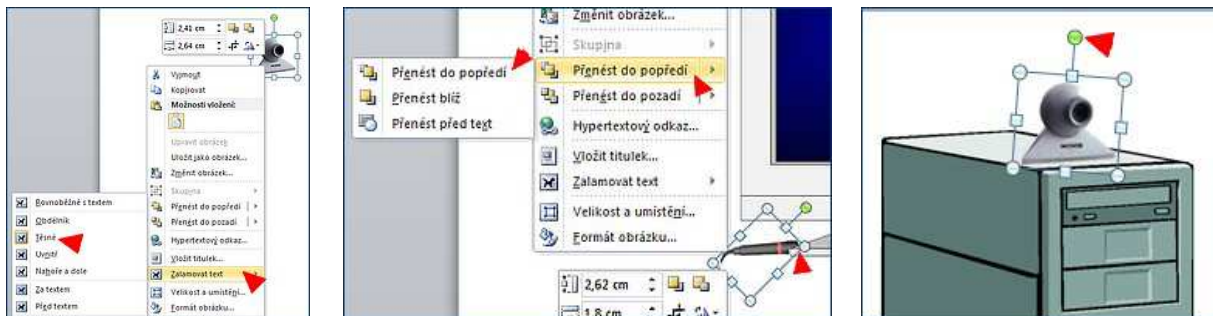 2,41 cm
2,64 cm
Vyjmout
Kopírovat
Možnosti vložení:
Upravit obrázek
Uložit jako obrázek...
Změnit obrázek...
Skupina
Přenést do popředí
Přenést do pozadí
Hypertextový odkaz...
Vložit titulek...
Zalamovat text
Velikost a umístění...
Formát obrázku...
Rovnoběžně s textem
Obdélník
Těsné
Uvnitř
Nahoře a dole
Za textem
Před textem
Změnit obrázek...
Skupina
Přenést do popředí
Přenést do pozadí
Hypertextový odkaz...
Vložit titulek...
Zalamovat text
Velikost a umístění...
Formát obrázku...
Přenést do popředí
Přenést blíž
Přenést před text
2,62 cm
1,8 cm